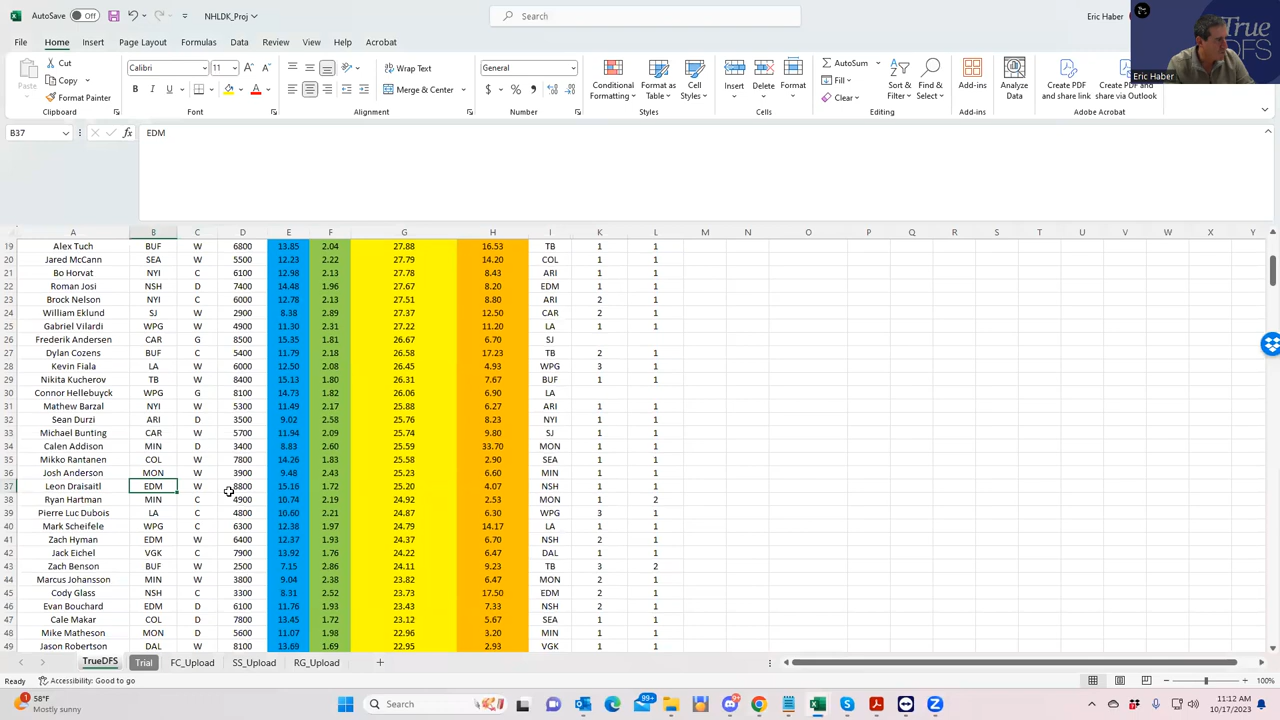 AutoSave Off NHLDK_Proj Search Eric Haber
File Home Insert Page Layout Formulas Data Review View Help Acrobat
Paste Cut Copy Format Painter Clipboard
Calibri 11 B I U Font
Wrap Text Merge & Center Alignment
General $ % , Number
Conditional Formatting Format as Table Cell Styles Styles
Insert Delete Format Cells
AutoSum Fill Clear Sort & Filter Find & Select Editing
Add-ins Add-ins
Analyze Data
Create PDF and share link Create PDF and share via Outlook Adobe Acrobat
True DFS
Eric Haber
B37 fx EDM
A B C D E F G H I K L M N O P Q R S T U V W X Y
19 Alex Tuch BUF W 6800 13.85 2.04 27.88 16.53 TB 1 1
20 Jared McCann SEA W 5500 12.23 2.22 27.79 14.20 COL 1 1
21 Bo Horvat NYI C 6100 12.98 2.13 27.78 8.43 ARI 1 1
22 Roman Josi NSH D 7400 14.48 1.96 27.67 8.20 EDM 1 1
23 Brock Nelson NYI C 6000 12.78 2.13 27.51 8.80 ARI 2 1
24 William Eklund SJ W 2900 8.38 2.89 27.37 12.50 CAR 2 1
25 Gabriel Vilardi WPG W 4900 11.30 2.31 27.22 11.20 LA 1 1
26 Frederik Andersen CAR G 8500 15.35 1.81 26.67 6.70 SJ
27 Dylan Cozens BUF C 5400 11.79 2.18 26.58 17.23 TB 2 1
28 Kevin Fiala LA W 6000 12.50 2.08 26.45 4.93 WPG 3 1
29 Nikita Kucherov TB W 8400 15.13 1.80 26.31 7.67 BUF 1 1
30 Connor Hellebuyck WPG G 8100 14.73 1.82 26.06 6.90 LA
31 Mathew Barzal NYI W 5300 11.49 2.17 25.88 6.27 ARI 1 1
32 Sean Durzi ARI D 3500 9.02 2.58 25.76 8.23 NYI 1 1
33 Michael Bunting CAR W 5700 11.94 2.09 25.74 9.80 SJ 1 1
34 Calen Addison MIN D 3400 8.83 2.60 25.59 33.70 MON 1 1
35 Mikko Rantanen COL W 7800 14.26 1.83 25.58 2.90 SEA 1 1
36 Josh Anderson MON W 3900 9.48 2.43 25.23 6.60 MIN 1 1
37 Leon Draisaitl EDM W 8800 15.16 1.72 25.20 4.07 NSH 1 1
38 Ryan Hartman MIN C 4900 10.74 2.19 24.92 2.53 MON 1 2
39 Pierre Luc Dubois LA C 4800 10.60 2.21 24.87 6.30 WPG 3 1
40 Mark Scheifele WPG C 6300 12.38 1.97 24.79 14.17 LA 1 1
41 Zach Hyman EDM W 6400 12.37 1.93 24.37 6.70 NSH 2 1
42 Jack Eichel VGK C 7900 13.92 1.76 24.22 6.47 DAL 1 1
43 Zach Benson BUF W 2500 7.15 2.86 24.11 9.23 TB 3 2
44 Marcus Johansson MIN W 3800 9.04 2.38 23.82 6.47 MON 2 1
45 Cody Glass NSH C 3300 8.31 2.52 23.73 17.50 EDM 2 1
46 Evan Bouchard EDM D 6100 11.76 1.93 23.43 7.33 NSH 2 1
47 Cale Makar COL D 7800 13.45 1.72 23.12 5.67 SEA 1 1
48 Mike Matheson MON D 5600 11.07 1.98 22.96 3.20 MIN 1 1
49 Jason Robertson DAL W 8100 13.69 1.69 22.95 2.93 VGK 1 1
TrueDFS Trial FC_Upload SS_Upload RG_Upload +
Ready Accessibility: Good to go 100%
58°F Mostly sunny Search 99+ 11:12 AM 10/17/2023